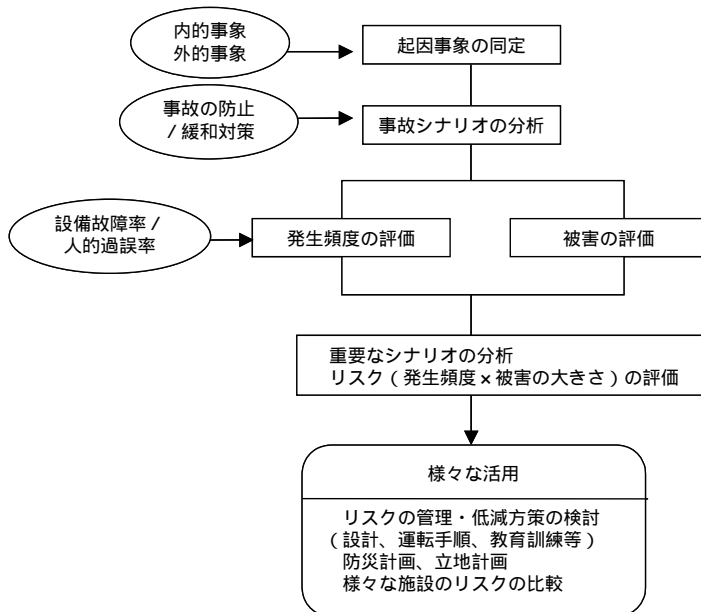 内的事象
外的事象
起因事象の同定
事故の防止
/ 緩和対策
事故シナリオの分析
設備故障率 /
人的過誤率
発生頻度の評価
被害の評価
重要なシナリオの分析
リスク ( 発生頻度 × 被害の大きさ ) の評価
様々な活用
リスクの管理・低減方策の検討
( 設計、運転手順、教育訓練等 )
防災計画、立地計画
様々な施設のリスクの比較